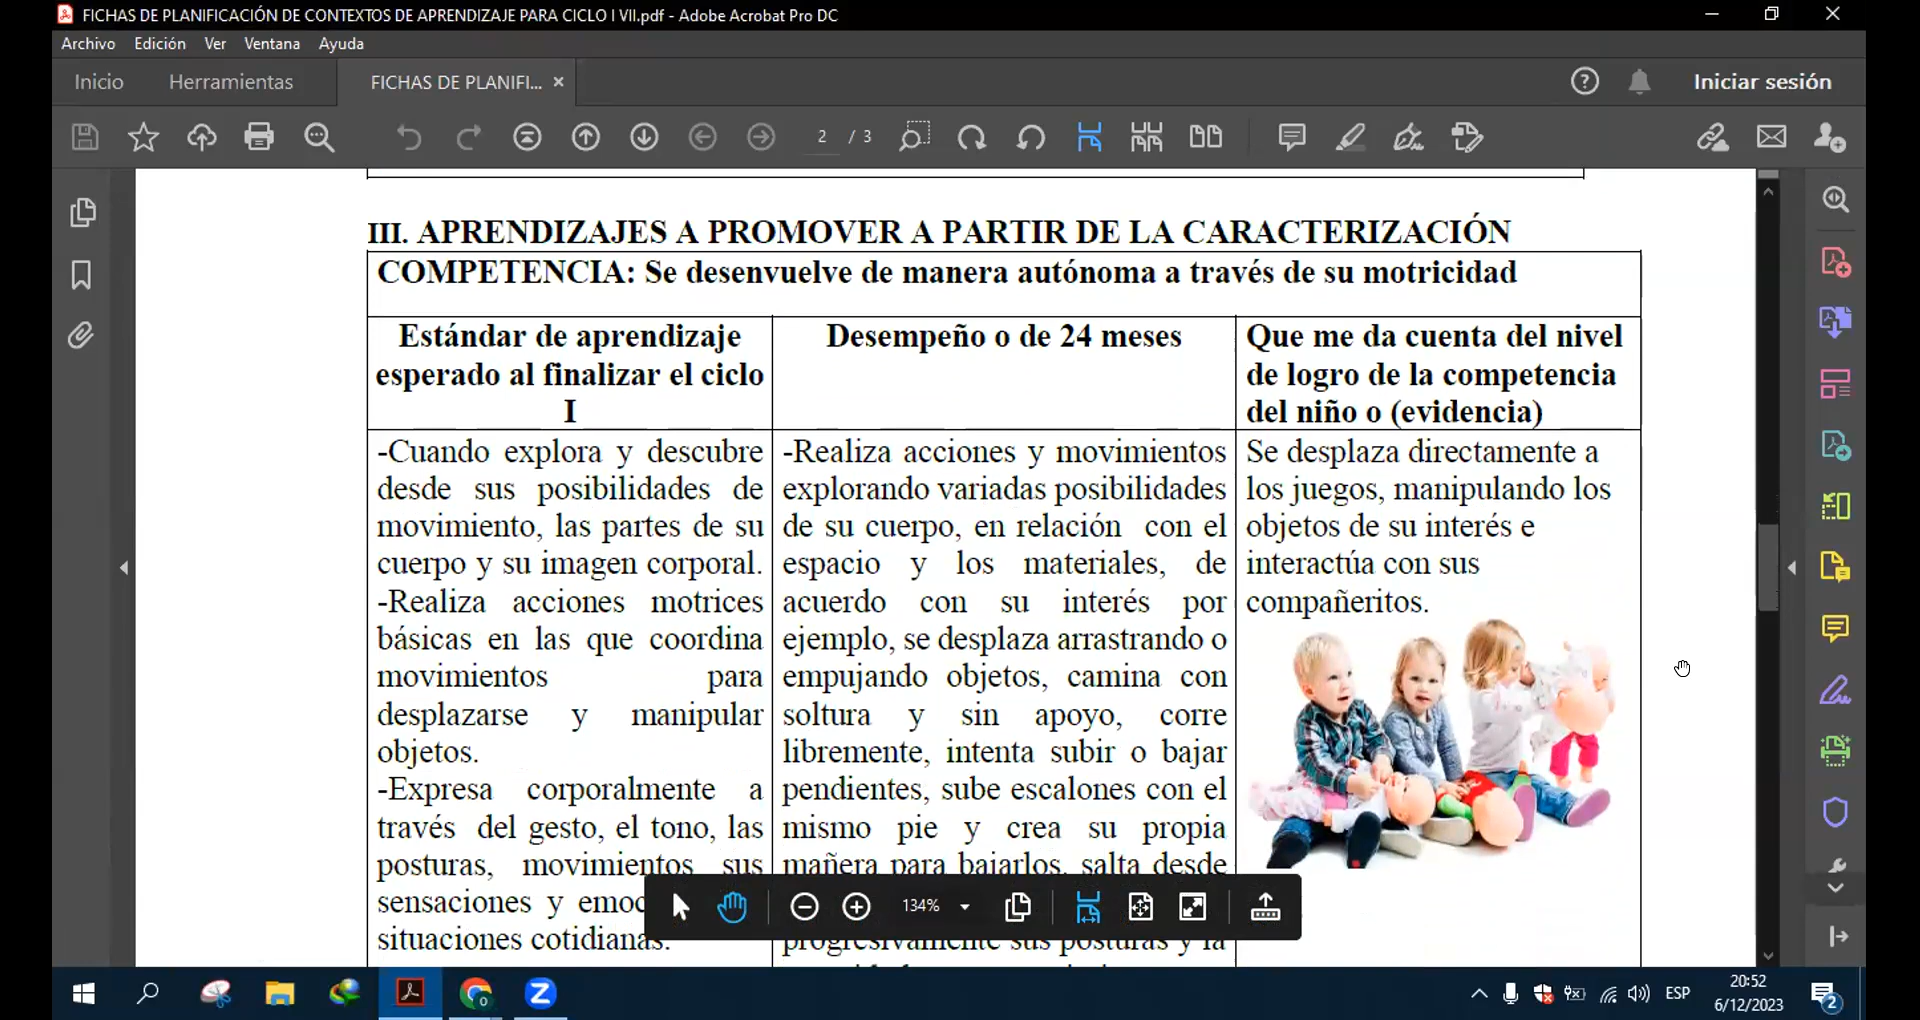 FICHAS DE PLANIFICACIÓN DE CONTEXTOS DE APRENDIZAJE PARA CICLO I VII.pdf - Adobe Acrobat Pro DC
Archivo Edición Ver Ventana Ayuda
Inicio Herramientas FICHAS DE PLANIFI... × Iniciar sesión
2 / 3
III. APRENDIZAJES A PROMOVER A PARTIR DE LA CARACTERIZACIÓN
COMPETENCIA: Se desenvuelve de manera autónoma a través de su motricidad
Estándar de aprendizaje
esperado al finalizar el ciclo
I
Desempeño o de 24 meses
Que me da cuenta del nivel
de logro de la competencia
del niño o (evidencia)
-Cuando explora y descubre
desde sus posibilidades de
movimiento, las partes de su
cuerpo y su imagen corporal.
-Realiza acciones motrices
básicas en las que coordina
movimientos para
desplazarse y manipular
objetos.
-Expresa corporalmente a
través del gesto, el tono, las
posturas, movimientos sus
sensaciones y
situaciones cotidianas.
-Realiza acciones y movimientos
explorando variadas posibilidades
de su cuerpo, en relación con el
espacio y los materiales, de
acuerdo con su interés por
ejemplo, se desplaza arrastrando o
empujando objetos, camina con
soltura y sin apoyo, corre
libremente, intenta subir o bajar
pendientes, sube escalones con el
mismo pie y crea su propia
mañera para bajarlos, salta desde
progresivamente sus posturas y la
Se desplaza directamente a
los juegos, manipulando los
objetos de su interés e
interactúa con sus
compañeritos.
134%
ESP
20:52
6/12/2023
2